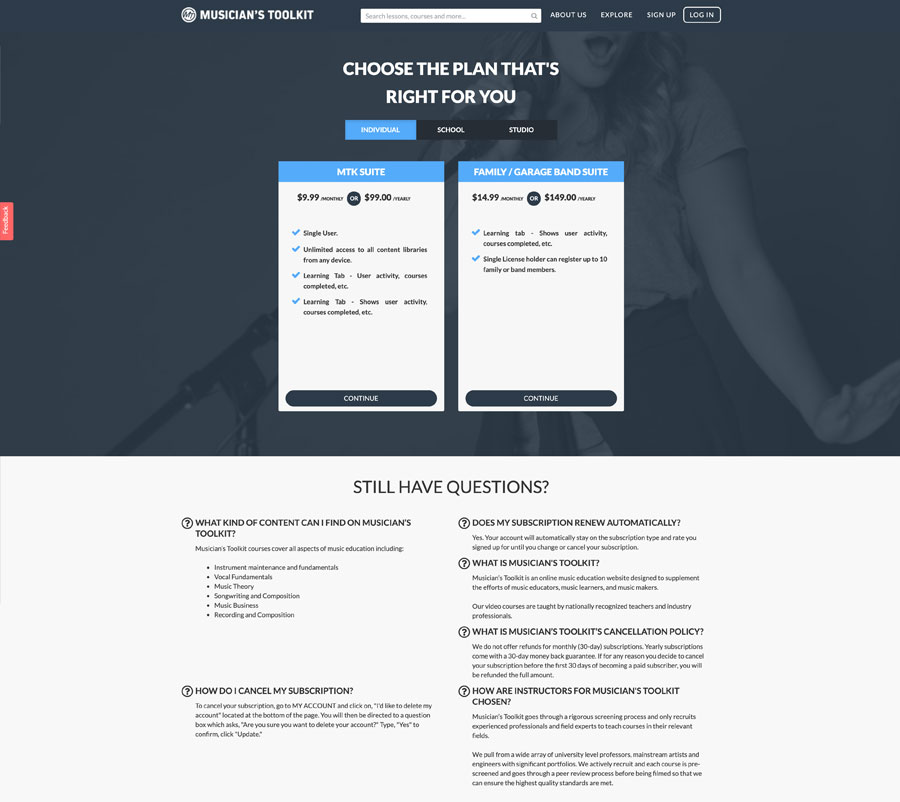 MUSICIAN'S TOOLKIT
Search lessons, courses and more...
ABOUT US
EXPLORE
SIGN UP
LOG IN
CHOOSE THE PLAN THAT'S
RIGHT FOR YOU
INDIVIDUAL
SCHOOL
STUDIO
Feedback
MTK SUITE
$9.99 /MONTHLY OR $99.00 /YEARLY
Single User.
Unlimited access to all content libraries
from any device.
Learning Tab - User activity, courses
completed, etc.
Learning Tab - Shows user activity,
courses completed, etc.
CONTINUE
FAMILY / GARAGE BAND SUITE
$14.99 /MONTHLY OR $149.00 /YEARLY
Learning tab - Shows user activity,
courses completed, etc.
Single License holder can register up to 10
family or band members.
CONTINUE
STILL HAVE QUESTIONS?
WHAT KIND OF CONTENT CAN I FIND ON MUSICIAN'S
TOOLKIT?
Musician's Toolkit courses cover all aspects of music education including:
• Instrument maintenance and fundamentals
• Vocal Fundamentals
• Music Theory
• Songwriting and Composition
• Music Business
• Recording and Composition
HOW DO I CANCEL MY SUBSCRIPTION?
To cancel your subscription, go to MY ACCOUNT and click on, "I'd like to delete my
account" located at the bottom of the page. You will then be directed to a question
box which asks, "Are you sure you want to delete your account?" Type, "Yes" to
confirm, click "Update."
DOES MY SUBSCRIPTION RENEW AUTOMATICALLY?
Yes. Your account will automatically stay on the subscription type and rate you
signed up for until you change or cancel your subscription.
WHAT IS MUSICIAN'S TOOLKIT?
Musician's Toolkit is an online music education website designed to supplement
the efforts of music educators, music learners, and music makers.
Our video courses are taught by nationally recognized teachers and industry
professionals.
WHAT IS MUSICIAN'S TOOLKIT'S CANCELLATION POLICY?
We do not offer refunds for monthly (30-day) subscriptions. Yearly subscriptions
come with a 30-day money back guarantee. If for any reason you decide to cancel
your subscription before the first 30 days of becoming a paid subscriber, you will
be refunded the full amount.
HOW ARE INSTRUCTORS FOR MUSICIAN'S TOOLKIT
CHOSEN?
Musician's Toolkit goes through a rigorous screening process and only recruits
experienced professionals and field experts to teach courses in their relevant
fields.
We pull from a wide array of university level professors, mainstream artists and
engineers with significant portfolios. We actively recruit and each course is pre-
screened and goes through a peer review process before being filmed so that we
can ensure the highest quality standards are met.